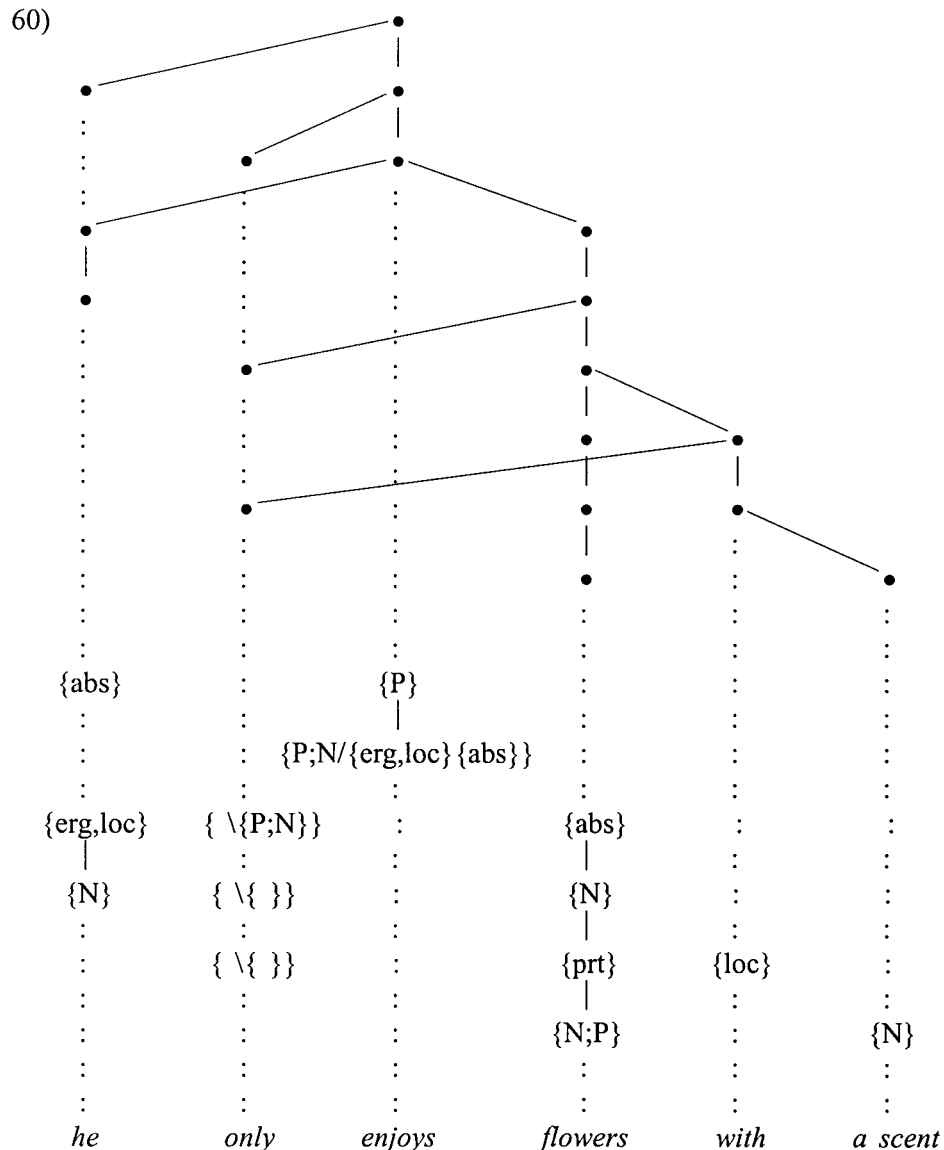 60)
{abs} {P}
{P;N/{erg,loc}{abs}}
{erg,loc} { \{P;N}} {abs}
{N} { \{ }} {N}
{ \{ }} {prt} {loc}
{N;P} {N}
he only enjoys flowers with a scent